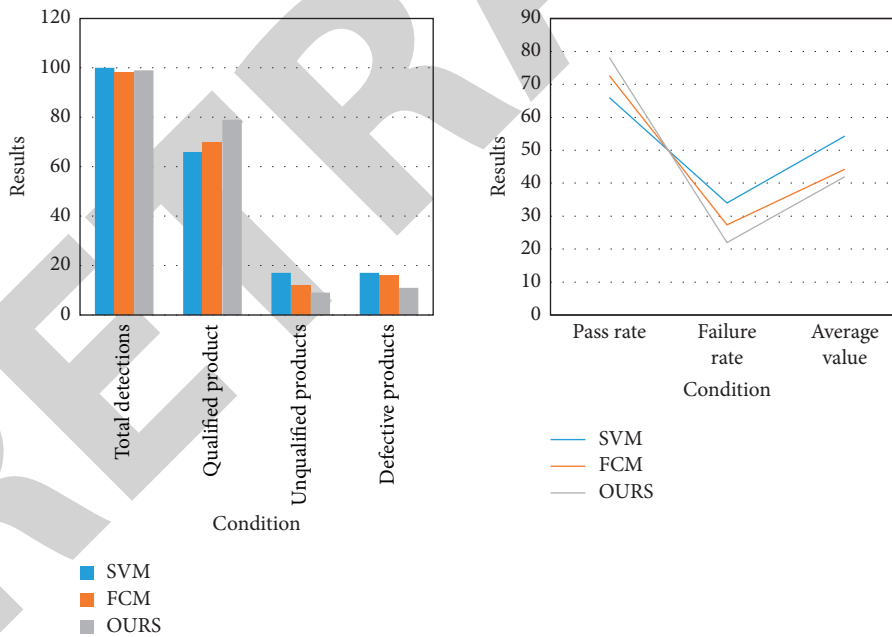 120
100
80
60
40
20
0
Results
Total detections
Qualified product
Unqualified products
Defective products
Condition
SVM
FCM
OURS
90
80
70
60
50
40
30
20
10
0
Results
Pass rate
Failure
rate
Average
value
Condition
SVM
FCM
OURS
RETRA